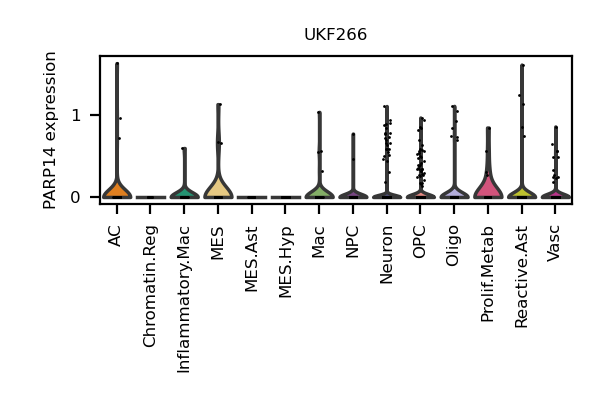 UKF266
PARP14 expression
1
0
AC
Chromatin.Reg
Inflammatory.Mac
MES
MES.Ast
MES.Hyp
Mac
NPC
Neuron
OPC
Oligo
Prolif.Metab
Reactive.Ast
Vasc